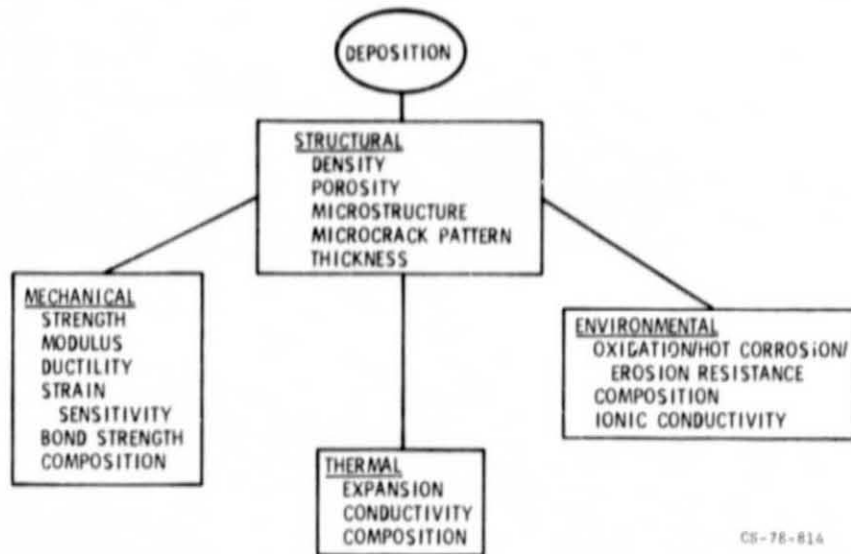 DEPOSITION
STRUCTURAL
DENSITY
POROSITY
MICROSTRUCTURE
MICROCRACK PATTERN
THICKNESS
MECHANICAL
STRENGTH
MODULUS
DUCTILITY
STRAIN
SENSITIVITY
BOND STRENGTH
COMPOSITION
THERMAL
EXPANSION
CONDUCTIVITY
COMPOSITION
ENVIRONMENTAL
OXIDATION/HOT CORROSION/
EROSION RESISTANCE
COMPOSITION
IONIC CONDUCTIVITY
CS-78-814